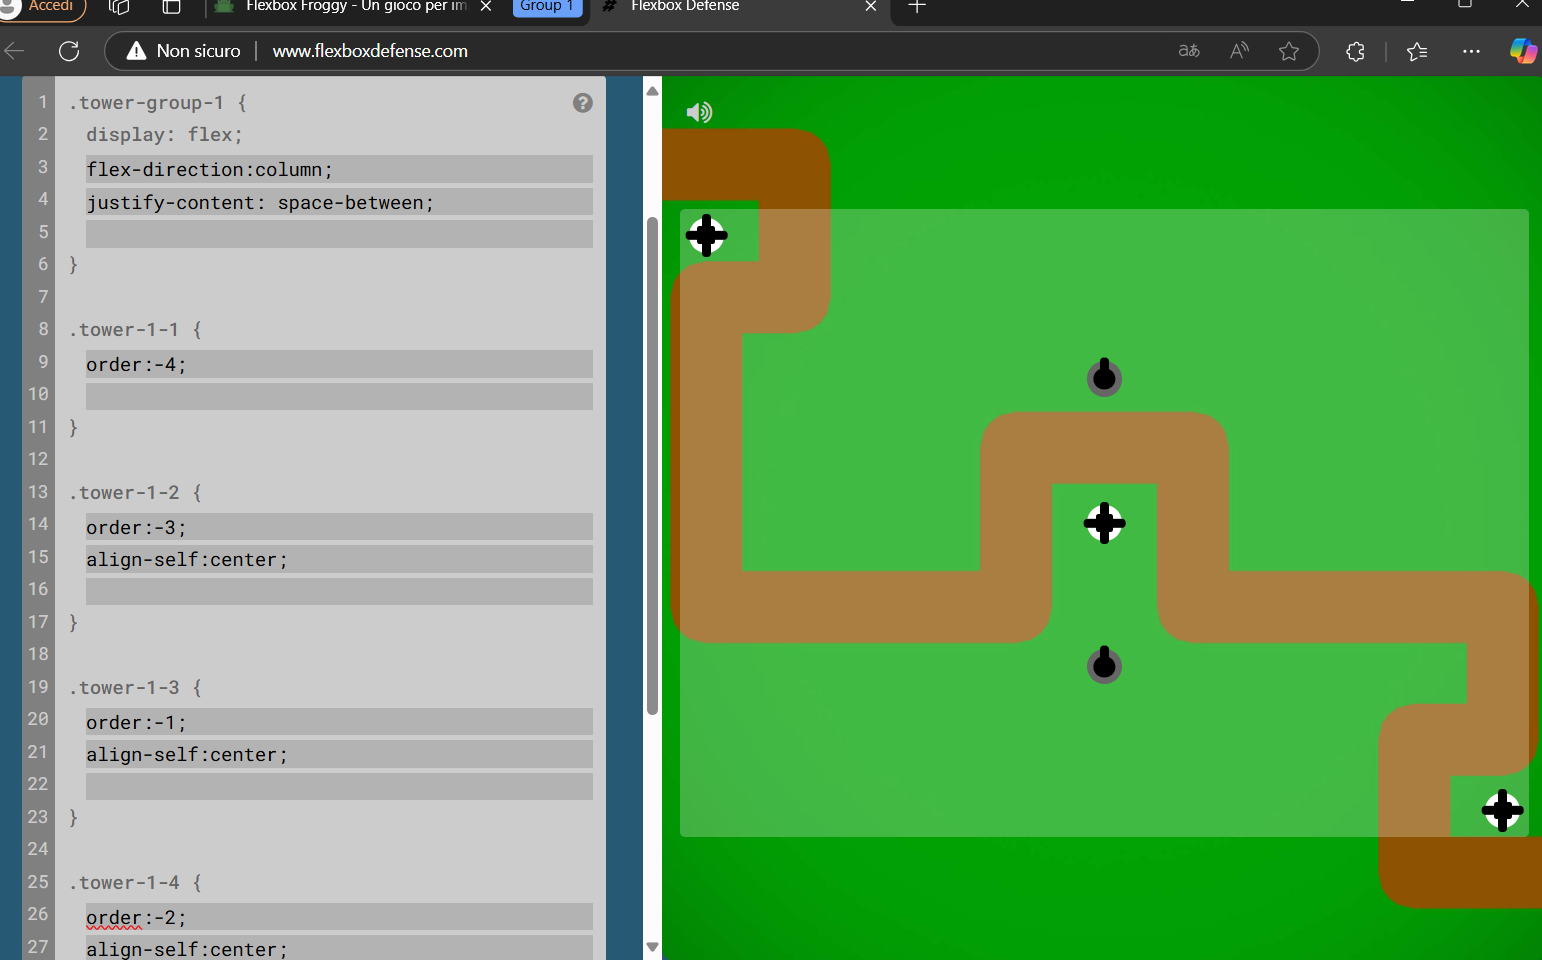 Accedi
Flexbox Froggy - Un gioco per im
Group 1
Flexbox Defense
Non sicuro
www.flexboxdefense.com
aあ
A
1 .tower-group-1 {
?
2 display: flex;
3 flex-direction:column;
4 justify-content: space-between;
5
6 }
7
8 .tower-1-1 {
9 order:-4;
10
11 }
12
13 .tower-1-2 {
14 order:-3;
15 align-self:center;
16
17 }
18
19 .tower-1-3 {
20 order:-1;
21 align-self:center;
22
23 }
24
25 .tower-1-4 {
26 order:-2;
27 align-self:center;